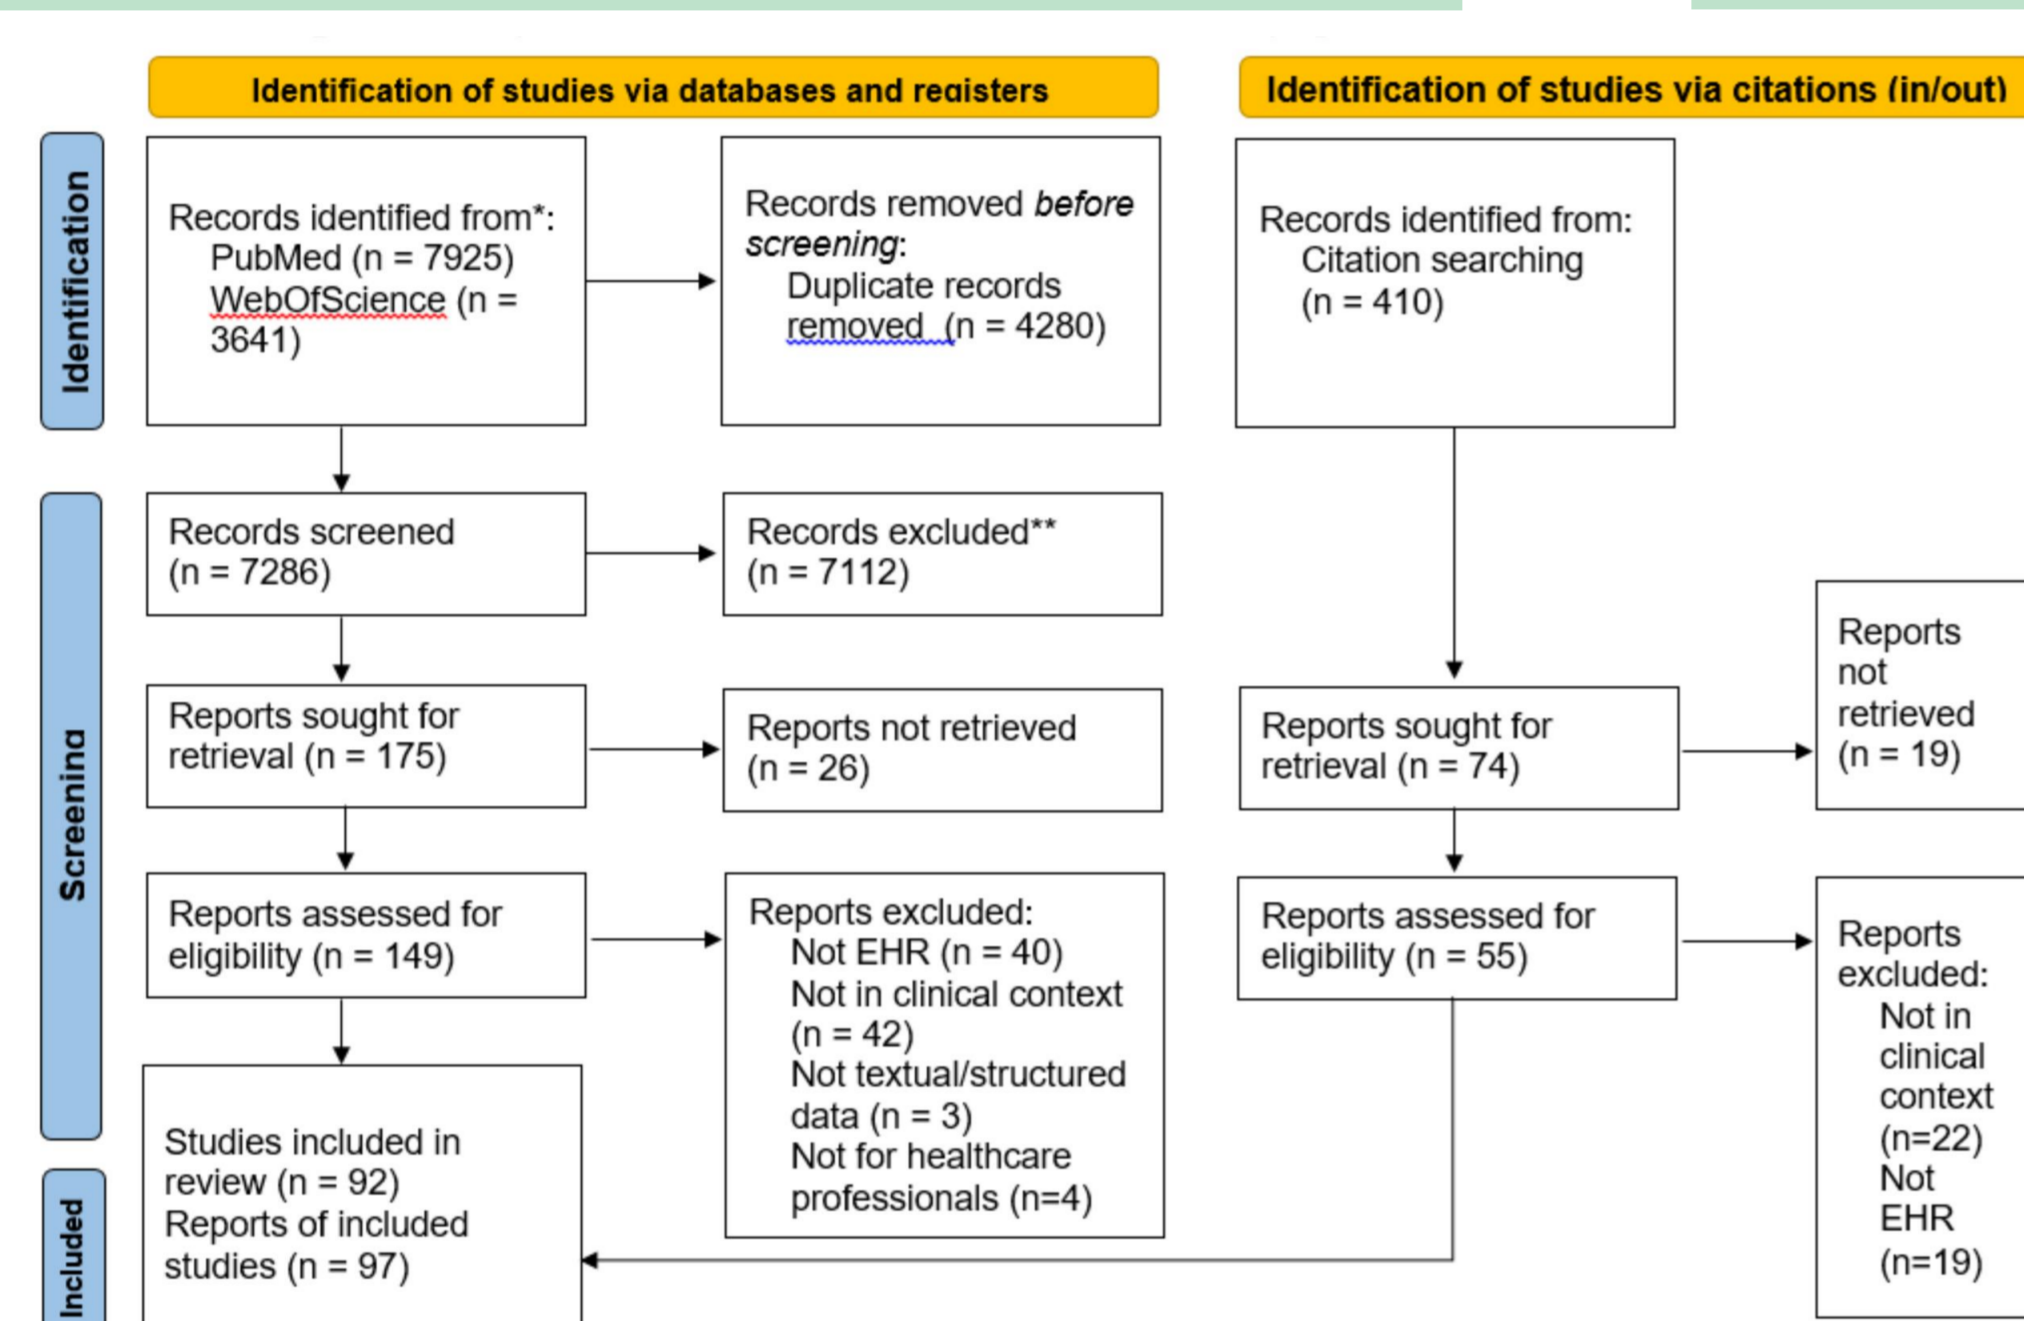 Identification of studies via databases and registers
Identification of studies via citations (in/out)
Identification
Records identified from*:
PubMed (n = 7925)
WebOfScience (n =
3641)
Records removed before
screening:
Duplicate records
removed (n = 4280)
Records identified from:
Citation searching
(n = 410)
Screening
Records screened
(n = 7286)
Records excluded**
(n = 7112)
Reports sought for
retrieval (n = 175)
Reports not retrieved
(n = 26)
Reports sought for
retrieval (n = 74)
Reports
not
retrieved
(n = 19)
Reports assessed for
eligibility (n = 149)
Reports excluded:
Not EHR (n = 40)
Not in clinical context
(n = 42)
Not textual/structured
data (n = 3)
Not for healthcare
professionals (n=4)
Reports assessed for
eligibility (n = 55)
Reports
excluded:
Not in
clinical
context
(n=22)
Not
EHR
(n=19)
Included
Studies included in
review (n = 92)
Reports of included
studies (n = 97)